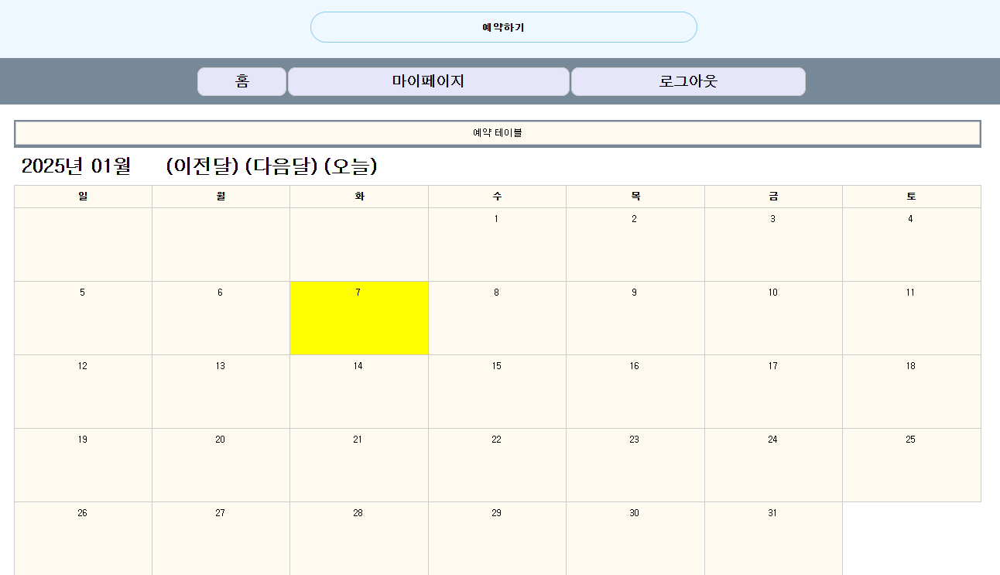 예약하기
홈 마이페이지 로그아웃
예약 테이블
2025년 01월 (이전달) (다음달) (오늘)
일 월 화 수 목 금 토
1 2 3 4
5 6 7 8 9 10 11
12 13 14 15 16 17 18
19 20 21 22 23 24 25
26 27 28 29 30 31